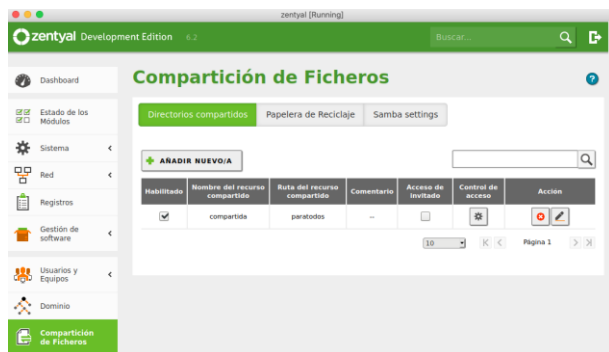 zentyal [Running]
zentyal Development Edition 6.2
Buscar...
Dashboard
Estado de los
Módulos
Sistema
Red
Registros
Gestión de
software
Usuarios y
Equipos
Dominio
Compartición
de Ficheros
Compartición de Ficheros
Directorios compartidos Papelera de Reciclaje Samba settings
AÑADIR NUEVO/A
Habilitado Nombre del recurso compartido Ruta del recurso compartido Comentario Acceso de invitado Control de acceso Acción
compartida paratodos --
10 Página 1